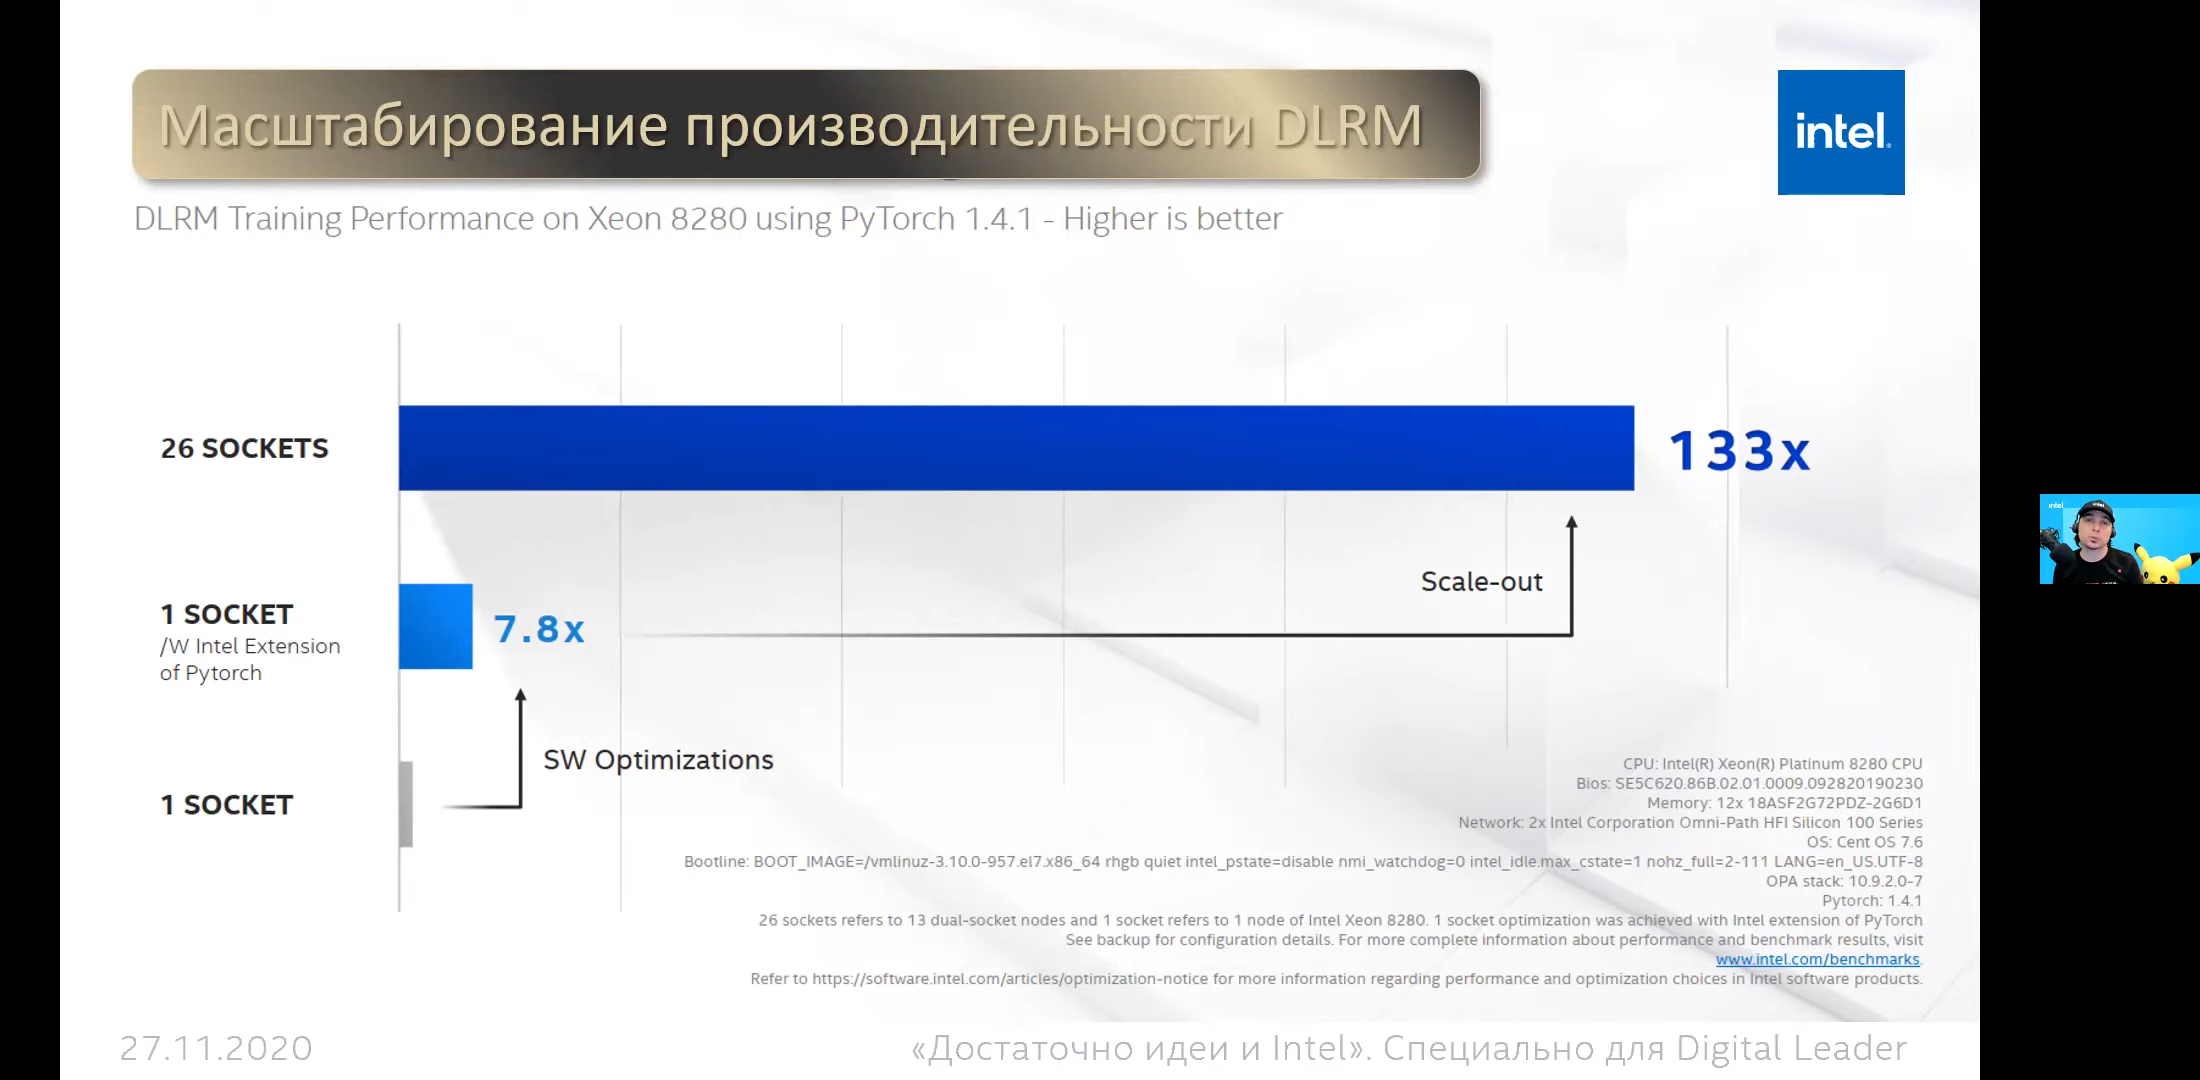 Масштабирование производительности DLRM
intel.
DLRM Training Performance on Xeon 8280 using PyTorch 1.4.1 - Higher is better
26 SOCKETS
133x
Scale-out
1 SOCKET
/W Intel Extension
of Pytorch
7.8x
SW Optimizations
1 SOCKET
CPU: Intel(R) Xeon(R) Platinum 8280 CPU
Bios: SE5C620.86B.02.01.0009.092820190230
Memory: 12x 18ASF2G72PDZ-2G6D1
Network: 2x Intel Corporation Omni-Path HFI Silicon 100 Series
OS: Cent OS 7.6
Bootline: BOOT_IMAGE=/vmlinuz-3.10.0-957.el7.x86_64 rhgb quiet intel_pstate=disable nmi_watchdog=0 intel_idle.max_cstate=1 nohz_full=2-111 LANG=en_US.UTF-8
OPA stack: 10.9.2.0-7
Pytorch: 1.4.1
26 sockets refers to 13 dual-socket nodes and 1 socket refers to 1 node of Intel Xeon 8280. 1 socket optimization was achieved with Intel extension of PyTorch
See backup for configuration details. For more complete information about performance and benchmark results, visit
www.intel.com/benchmarks.
Refer to https://software.intel.com/articles/optimization-notice for more information regarding performance and optimization choices in Intel software products.
27.11.2020
«Достаточно идеи и Intel». Специально для Digital Leader
intel